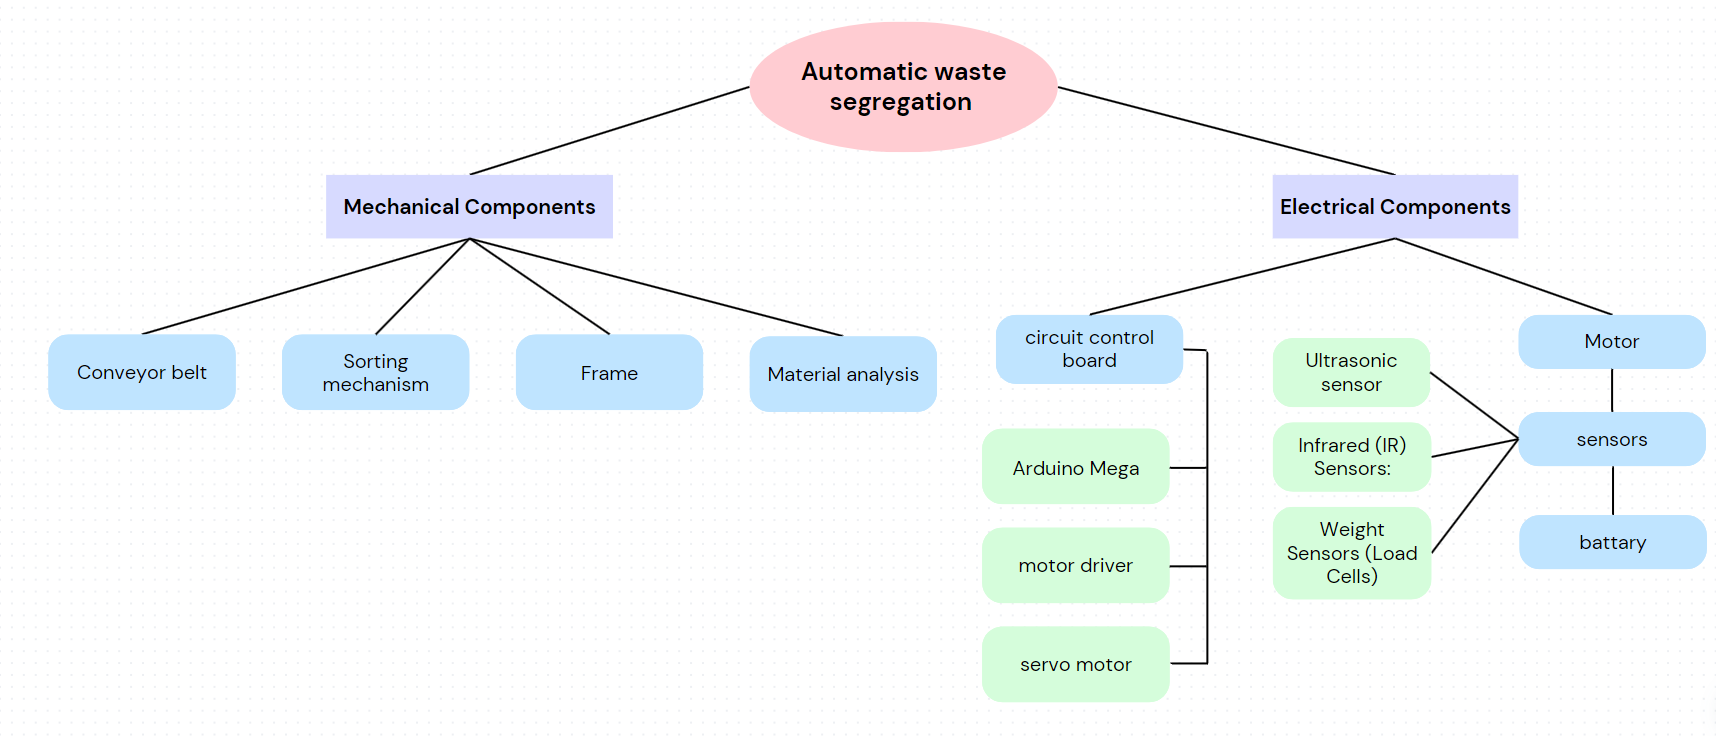 Automatic waste
segregation
Mechanical Components
Electrical Components
Conveyor belt
Sorting
mechanism
Frame
Material analysis
circuit control
board
Arduino Mega
motor driver
servo motor
Ultrasonic
sensor
Infrared (IR)
Sensors:
Weight
Sensors (Load
Cells)
Motor
sensors
battary